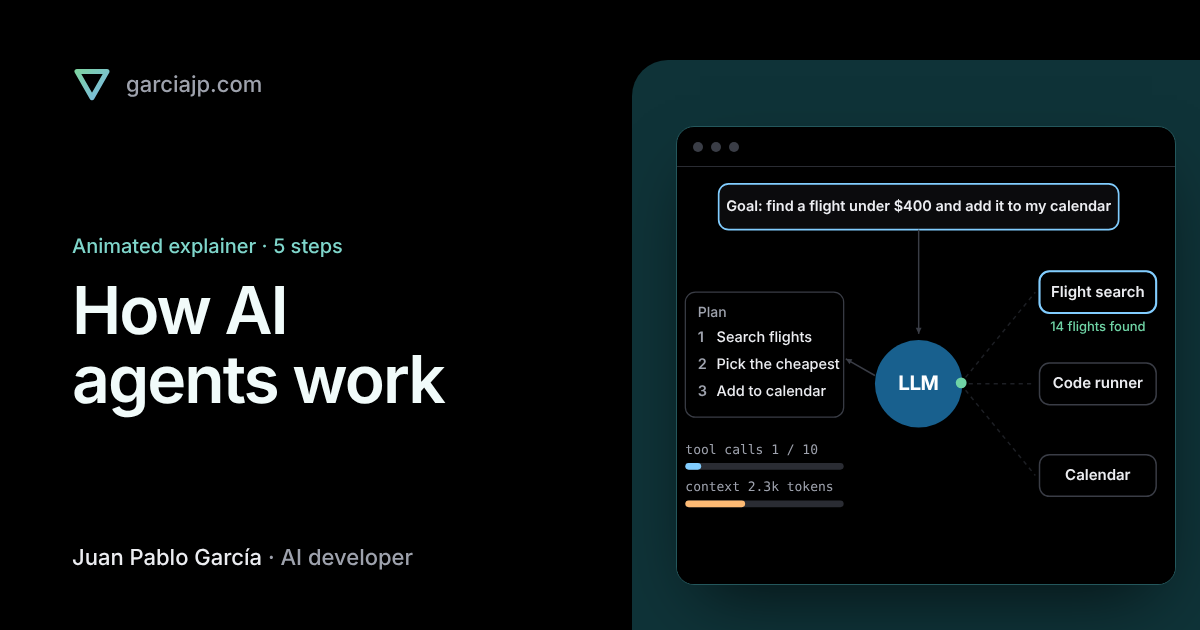 garciajp.com
Animated explainer · 5 steps
How AI
agents work
Juan Pablo García · AI developer
Goal: find a flight under $400 and add it to my calendar
Plan
1 Search flights
2 Pick the cheapest
3 Add to calendar
tool calls 1 / 10
context 2.3k tokens
LLM
Flight search
14 flights found
Code runner
Calendar